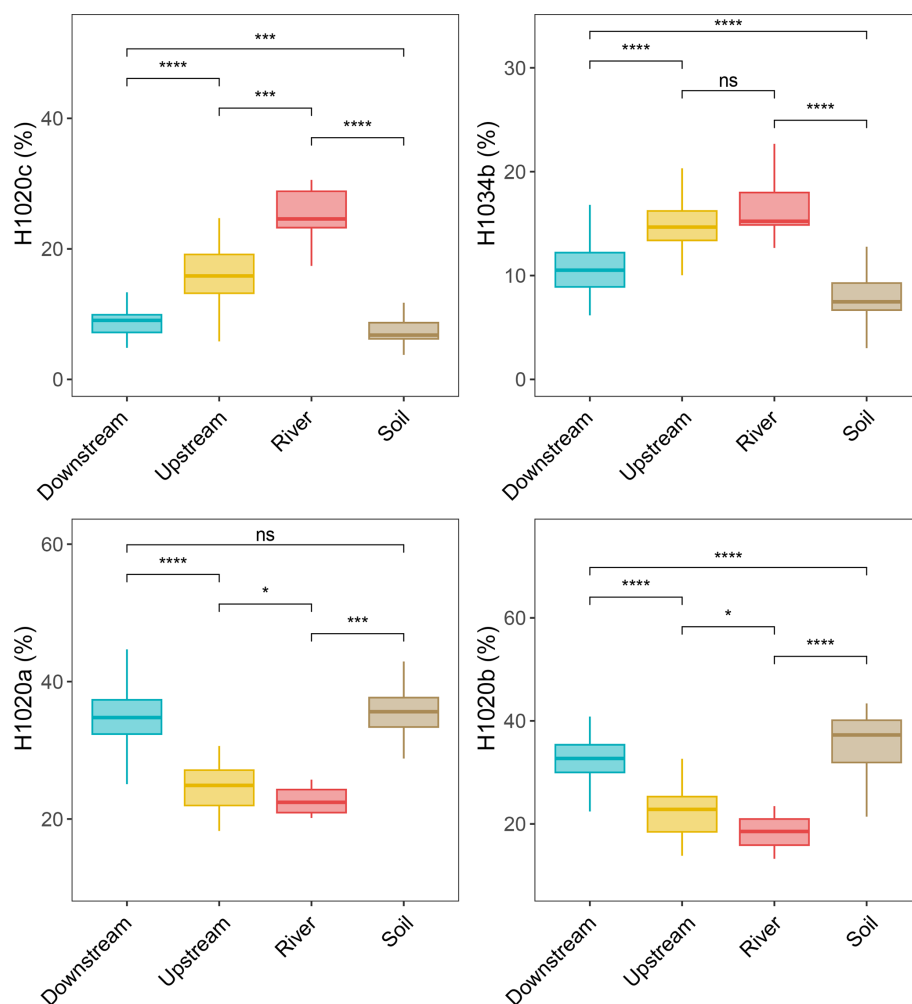 H1020c (%)
40
20
0
***
****
***
****
Downstream
Upstream
River
Soil
H1034b (%)
30
20
10
0
****
****
ns
****
Downstream
Upstream
River
Soil
H1020a (%)
60
40
20
ns
****
*
***
Downstream
Upstream
River
Soil
H1020b (%)
60
40
20
****
****
*
****
Downstream
Upstream
River
Soil